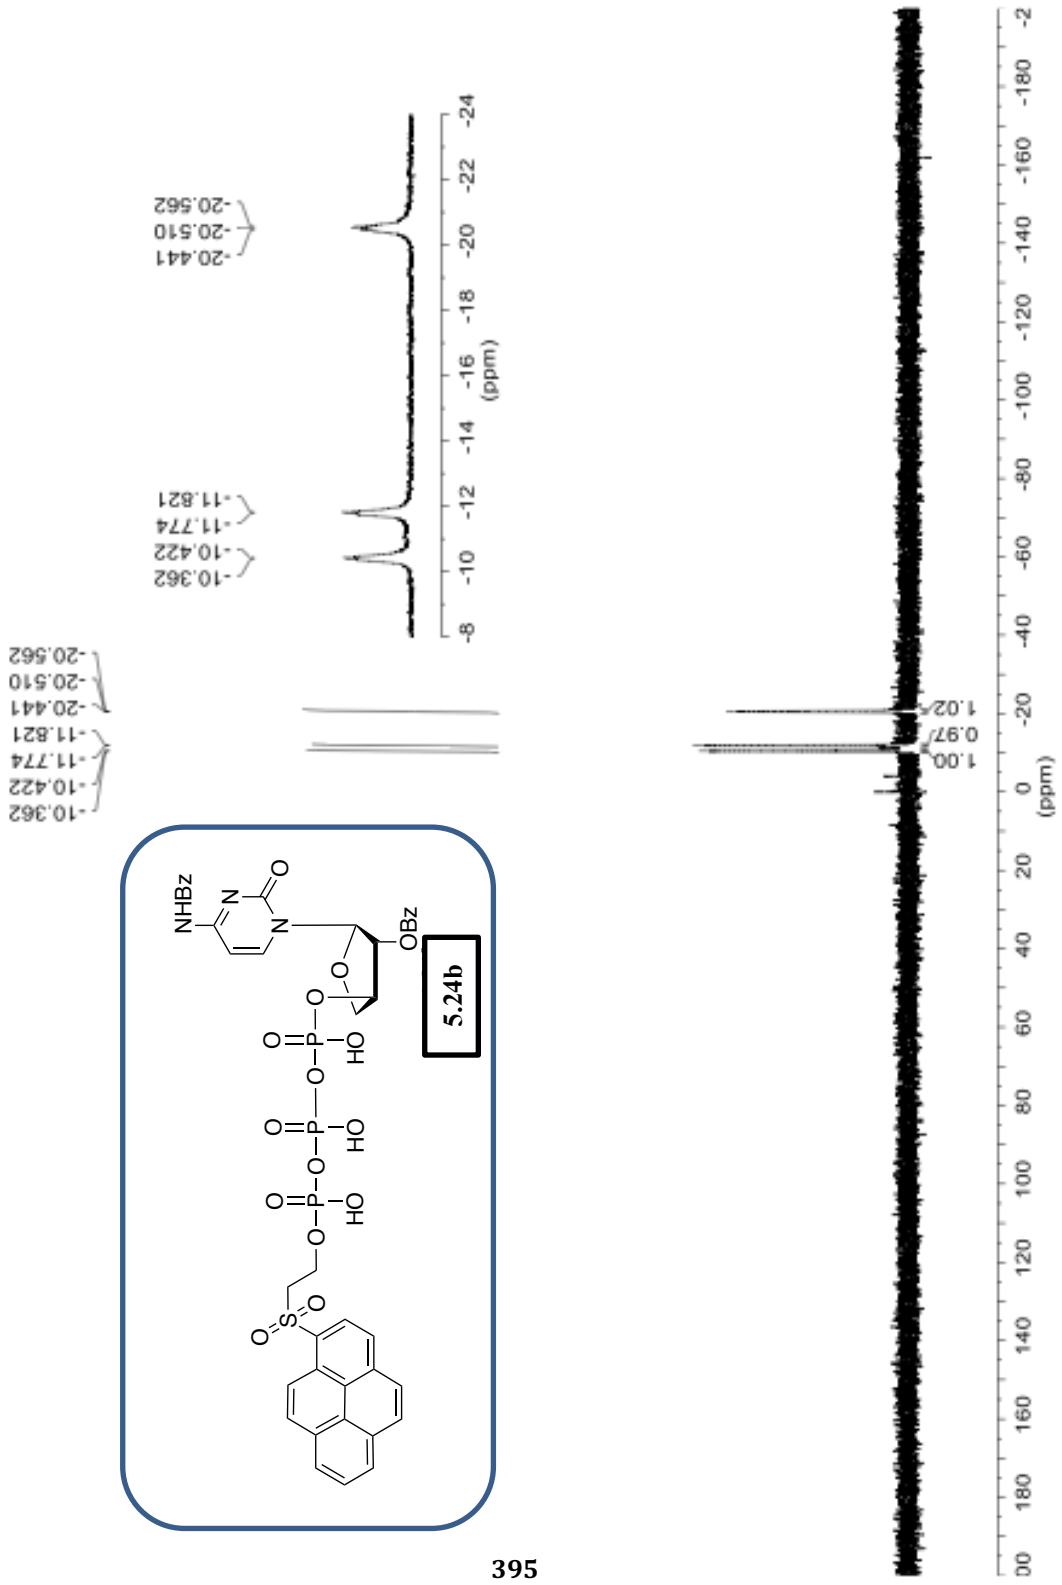 -20.562
-20.510
-20.441
-11.821
-11.774
-10.422
-10.362
-20.562
-20.510
-20.441
-11.821
-11.774
-10.422
-10.362
-8 -10 -12 -14 -16 -18 -20 -22 -24
(ppm)
NHBz
N
O
N
O
OBz
O
O
P
HO
O
O
P
HO
O
O
P
HO
O
O
S
O
5.24b
1.02
0.97
1.00
00 180 160 140 120 100 80 60 40 20 0 -20 -40 -60 -80 -100 -120 -140 -160 -180 -2
(ppm)
395